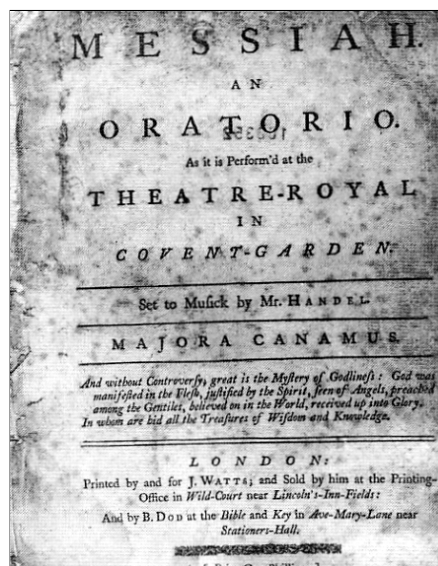 MESSIAH.
AN
ORATORIO.
As it is Perform'd at the
THEATRE-ROYAL
IN
COVENT-GARDEN.
Set to Muſick by Mr. HANDEL.
MAJORA CANAMUS.
And without Controverſy, great is the Myſtery of Godlineſs: God was
manifeſted in the Fleſh, juſtified by the Spirit, ſeen of Angels, preached
among the Gentiles, believed on in the World, received up into Glory.
In whom are hid all the Treaſures of Wiſdom and Knowledge.
LONDON:
Printed by and for J. WATTS; and Sold by him at the Printing-
Office in Wild-Court near Lincoln's-Inn-Fields:
And by B. DOD at the Bible and Key in Ave-Mary-Lane near
Stationers-Hall.